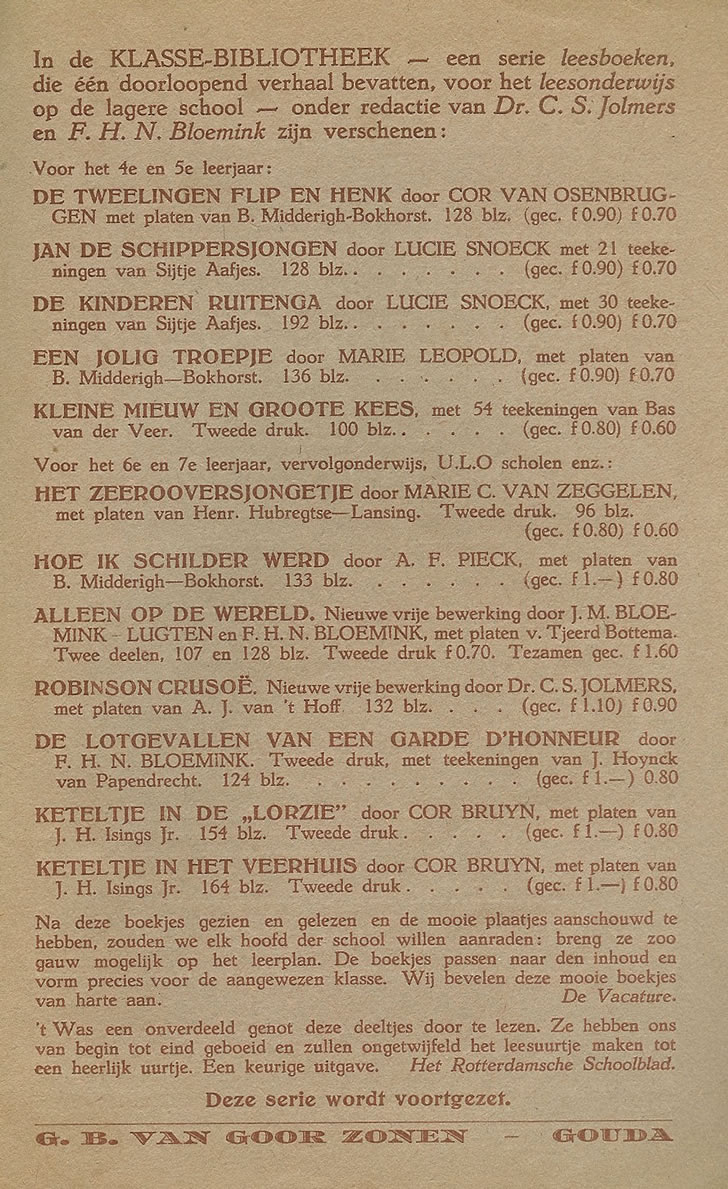 In de KLASSE-BIBLIOTHEEK — een serie leesboeken,
die één doorloopend verhaal bevatten, voor het leesonderwijs
op de lagere school — onder redactie van Dr. C. S. Jolmers
en F. H. N. Bloemink zijn verschenen:
Voor het 4e en 5e leerjaar:
DE TWEELINGEN FLIP EN HENK door COR VAN OSENBRUG-
GEN met platen van B. Midderigh-Bokhorst. 128 blz. (gec. f 0.90) f 0.70
JAN DE SCHIPPERSJONGEN door LUCIE SNOECK met 21 teeke-
ningen van Sijtje Aafjes. 128 blz. . . . . . . . (gec. f 0.90) f 0.70
DE KINDEREN RUITENGA door LUCIE SNOECK, met 30 teeke-
ningen van Sijtje Aafjes. 192 blz. . . . . . . . (gec. f 0.90) f 0.70
EEN JOLIG TROEPJE door MARIE LEOPOLD, met platen van
B. Midderigh—Bokhorst. 136 blz. . . . . . . (gec. f 0.90) f 0.70
KLEINE MIEUW EN GROOTE KEES, met 54 teekeningen van Bas
van der Veer. Tweede druk. 100 blz. . . . . . (gec. f 0.80) f 0.60
Voor het 6e en 7e leerjaar, vervolgonderwijs, U.L.O scholen enz.:
HET ZEEROOVERSJONGETJE door MARIE C. VAN ZEGGELEN,
met platen van Henr. Hubregtse—Lansing. Tweede druk. 96 blz.
(gec. f 0.80) f 0.60
HOE IK SCHILDER WERD door A. F. PIECK, met platen van
B. Midderigh—Bokhorst. 133 blz. . . . . . . (gec. f 1.—) f 0.80
ALLEEN OP DE WERELD. Nieuwe vrije bewerking door J. M. BLOE-
MINK - LUGTEN en F. H. N. BLOEMINK, met platen v. Tjeerd Bottema.
Twee deelen, 107 en 128 blz. Tweede druk f 0.70. Tezamen gec. f 1.60
ROBINSON CRUSOË. Nieuwe vrije bewerking door Dr. C. S. JOLMERS,
met platen van A. J. van 't Hoff 132 blz. . . . (gec. f 1.10) f 0.90
DE LOTGEVALLEN VAN EEN GARDE D'HONNEUR door
F. H. N. BLOEMINK. Tweede druk, met teekeningen van J. Hoynck
van Papendrecht. 124 blz. . . . . . . . . . (gec. f 1.—) 0.80
KETELTJE IN DE „LORZIE" door COR BRUYN, met platen van
J. H. Isings Jr. 154 blz. Tweede druk . . . . . (gec. f 1.—) f 0.80
KETELTJE IN HET VEERHUIS door COR BRUYN, met platen van
J. H. Isings Jr. 164 blz. Tweede druk . . . . . (gec. f 1.—) f 0.80
Na deze boekjes gezien en gelezen en de mooie plaatjes aanschouwd te
hebben, zouden we elk hoofd der school willen aanraden: breng ze zoo
gauw mogelijk op het leerplan. De boekjes passen naar den inhoud en
vorm precies voor de aangewezen klasse. Wij bevelen deze mooie boekjes
van harte aan. De Vacature.
't Was een onverdeeld genot deze deeltjes door te lezen. Ze hebben ons
van begin tot eind geboeid en zullen ongetwijfeld het leesuurtje maken tot
een heerlijk uurtje. Een keurige uitgave. Het Rotterdamsche Schoolblad.
Deze serie wordt voortgezet.
G. B. VAN GOOR ZONEN – GOUDA